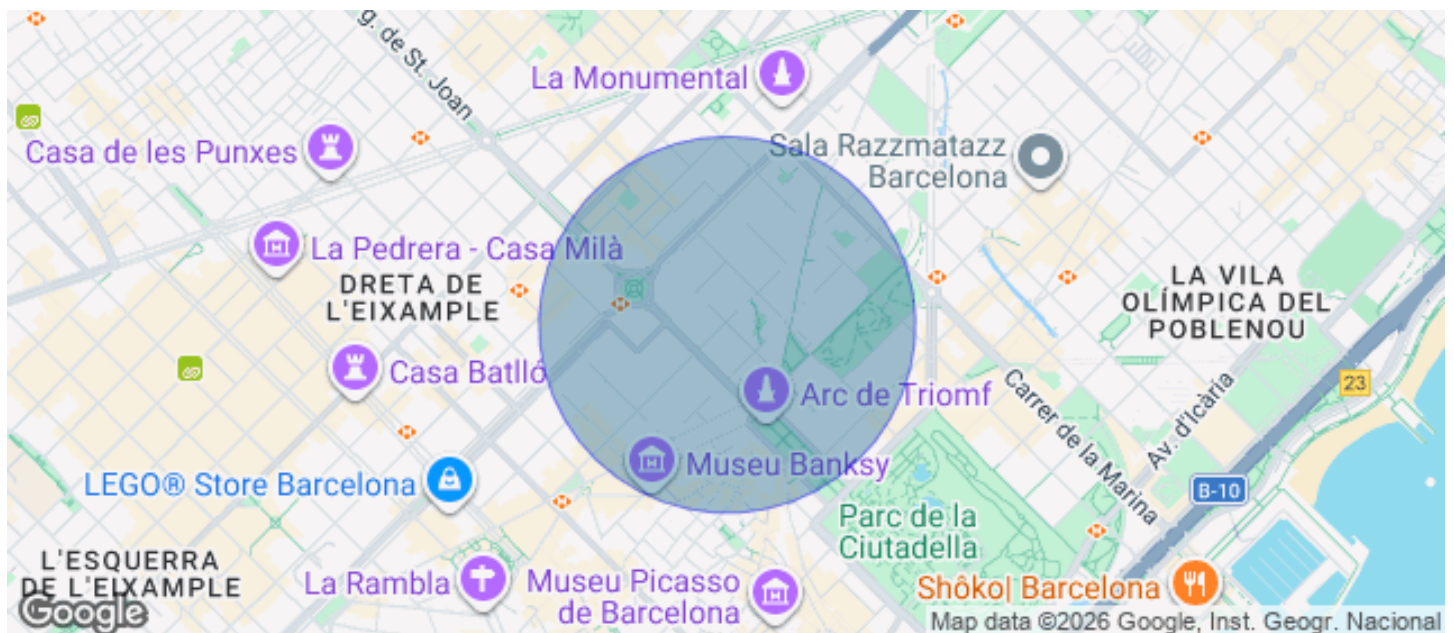 g. de St. Joan
La Monumental
Casa de les Punxes
Sala Razzmatazz
Barcelona
La Pedrera - Casa Milà
DRETA DE
L'EIXAMPLE
LA VILA
OLÍMPICA DEL
POBLENOU
Casa Batlló
Arc de Triomf
Carrer de la Marina
Av. d'Icària
23
LEGO® Store Barcelona
Museu Banksy
B-10
Parc de la
Ciutadella
L'ESQUERRA
DE L'EIXAMPLE
La Rambla
Museu Picasso
de Barcelona
Shôko| Barcelona
Google
Map data ©2026 Google, Inst. Geogr. Nacional